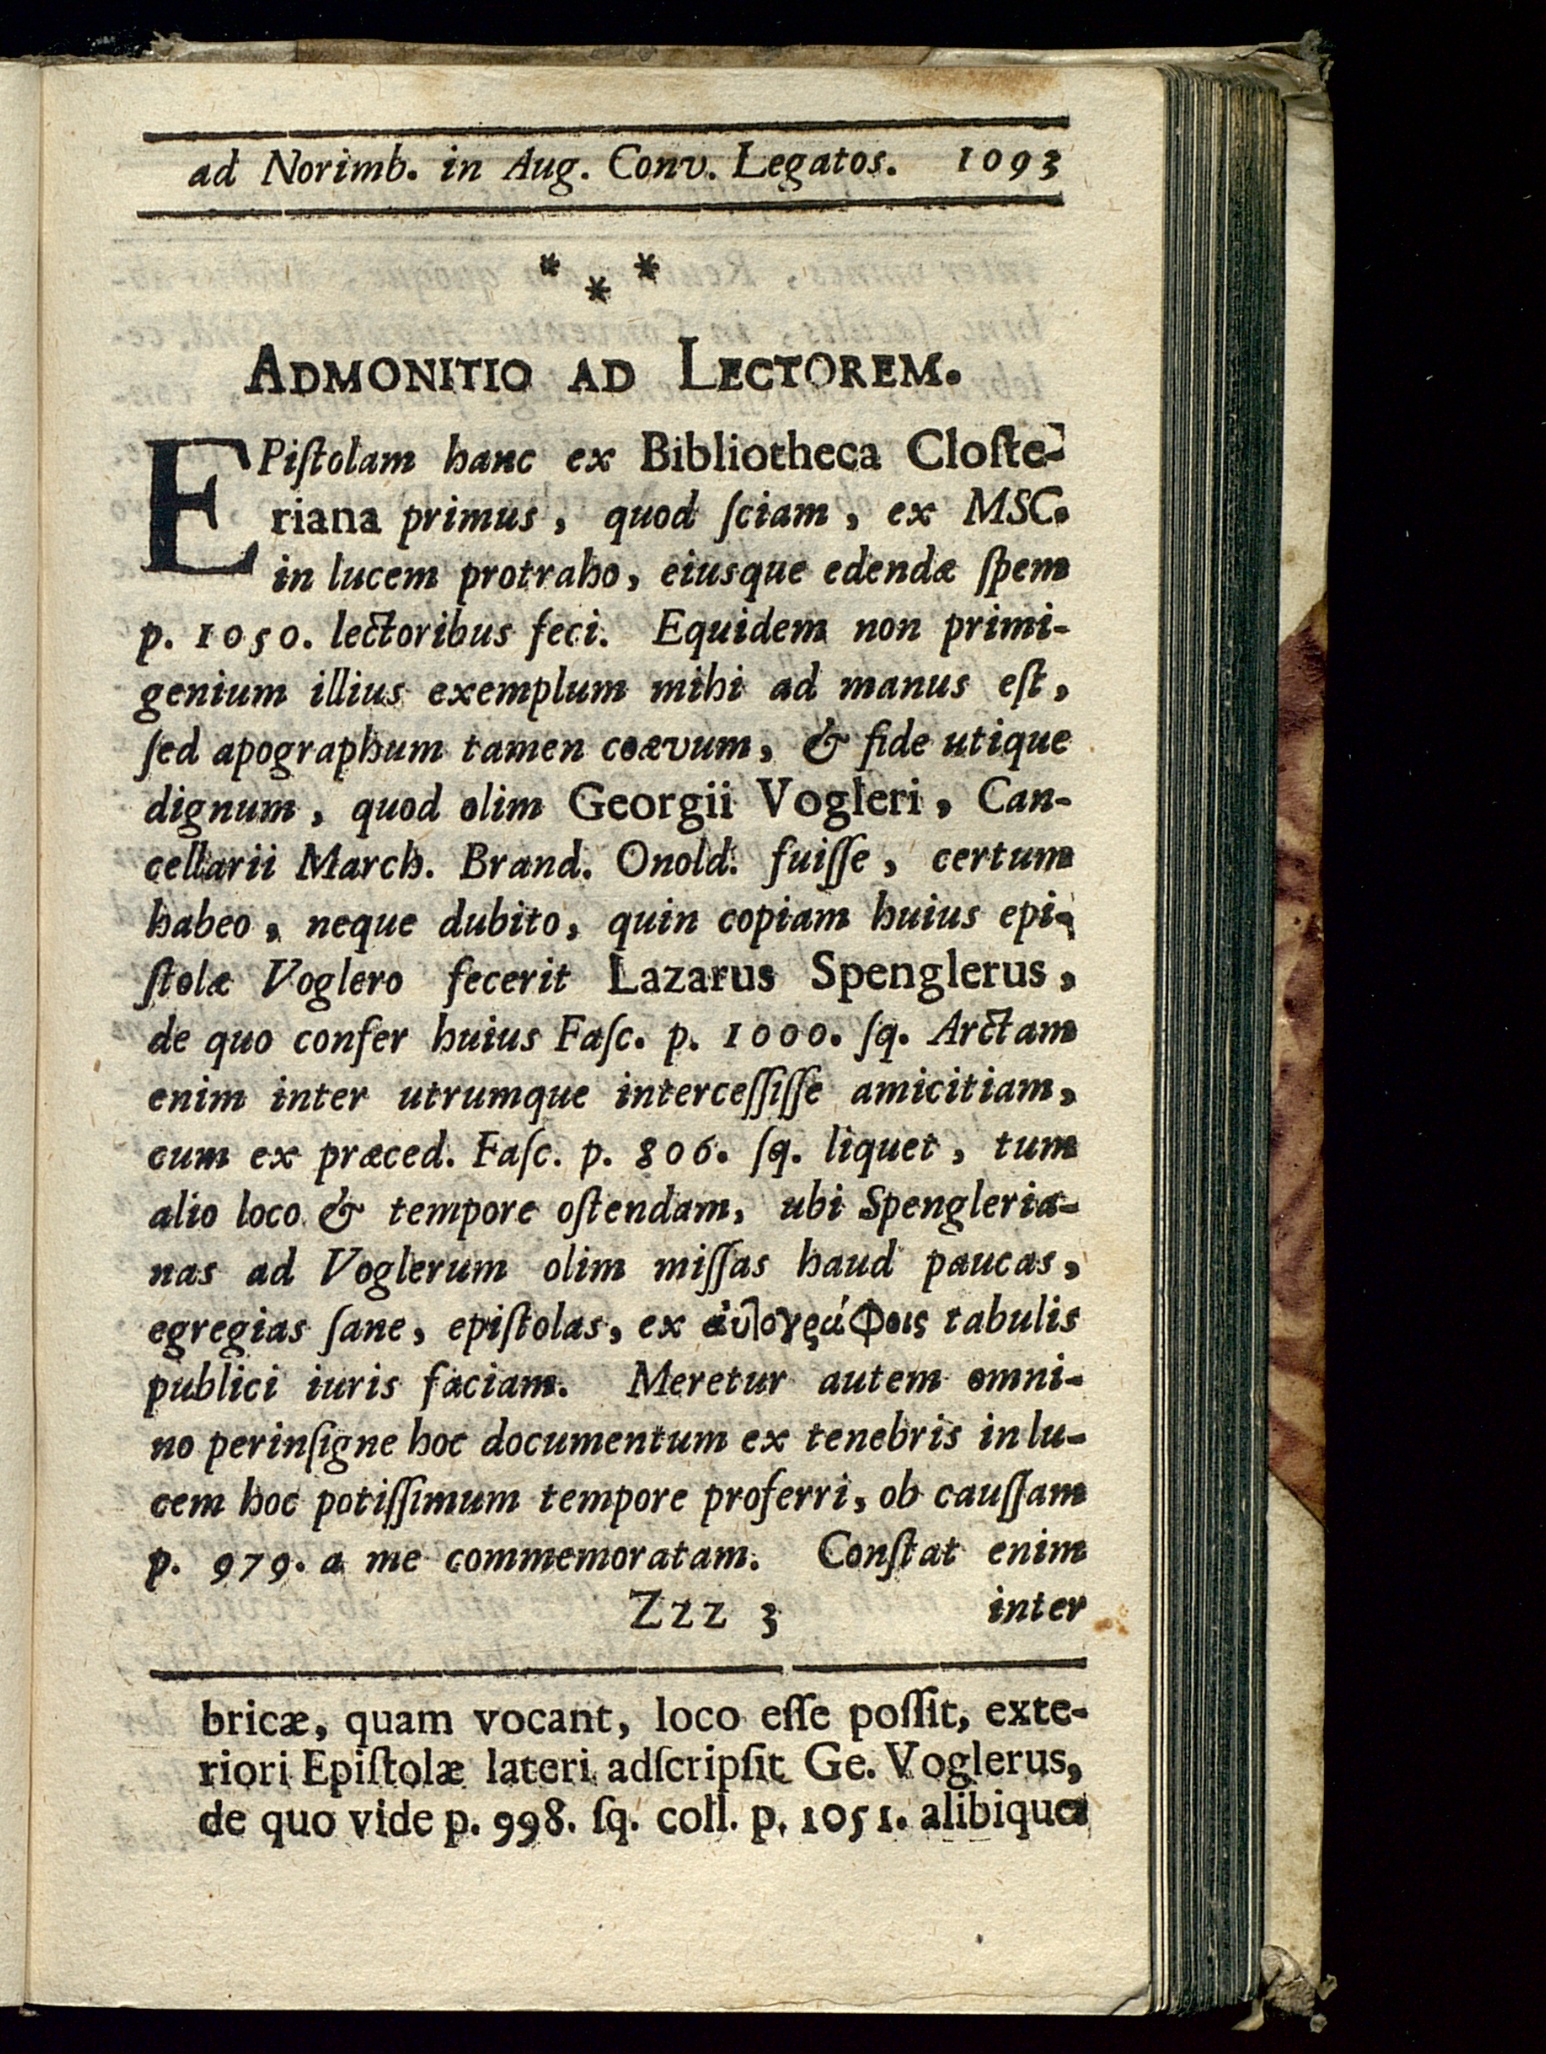 ad Norimb. in Aug. Conv. Legatos. 1093
* * *
ADMONITIO AD LECTOREM.
EPiſtolam hanc ex Bibliotheca Cloſte-
riana primus, quod ſciam, ex MSC.
in lucem protraho, eiusque edendæ ſpem
p. 1050. lectoribus feci. Equidem non primi-
genium illius exemplum mihi ad manus eſt,
ſed apographum tamen coævum, & fide utique
dignum, quod olim Georgii Vogleri, Can-
cellarii March. Brand. Onold. fuiſſe, certum
habeo, neque dubito, quin copiam huius epi-
ſtolæ Voglero fecerit Lazarus Spenglerus,
de quo confer huius Faſc. p. 1000. ſq. Arctam
enim inter utrumque interceſſiſſe amicitiam,
cum ex præced. Faſc. p. 806. ſq. liquet, tum
alio loco & tempore oſtendam, ubi Spengleria-
nas ad Voglerum olim miſſas haud paucas,
egregias ſane, epiſtolas, ex αὐτογράφοις tabulis
publici iuris faciam. Meretur autem omni-
no perinſigne hoc documentum ex tenebris in lu-
cem hoc potiſſimum tempore proferri, ob cauſſam
p. 979. a me commemoratam. Conſtat enim
Zzz 3 inter
bricæ, quam vocant, loco eſſe poſſit, exte-
riori Epiſtolæ lateri adſcripſit Ge. Voglerus,
de quo vide p. 998. ſq. coll. p. 1051. alibique